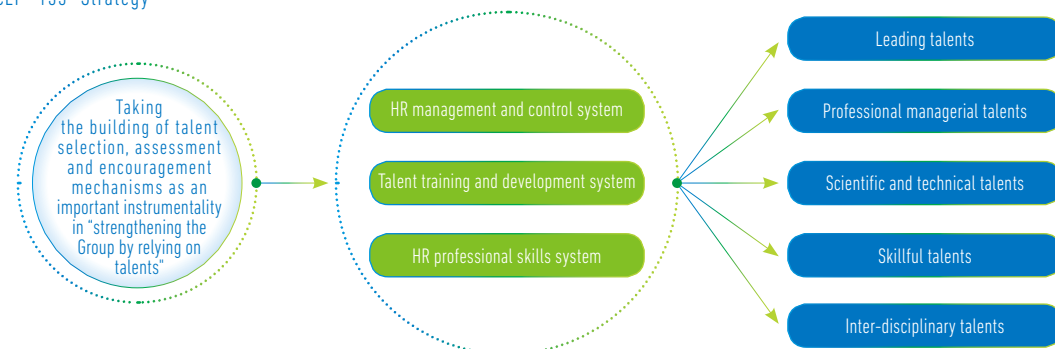 "135" Strategy
Taking
the building of talent
selection, assessment
and encouragement
mechanisms as an
important instrumentality
in "strengthening the
Group by relying on
talents"
HR management and control system
Talent training and development system
HR professional skills system
Leading talents
Professional managerial talents
Scientific and technical talents
Skillful talents
Inter-disciplinary talents